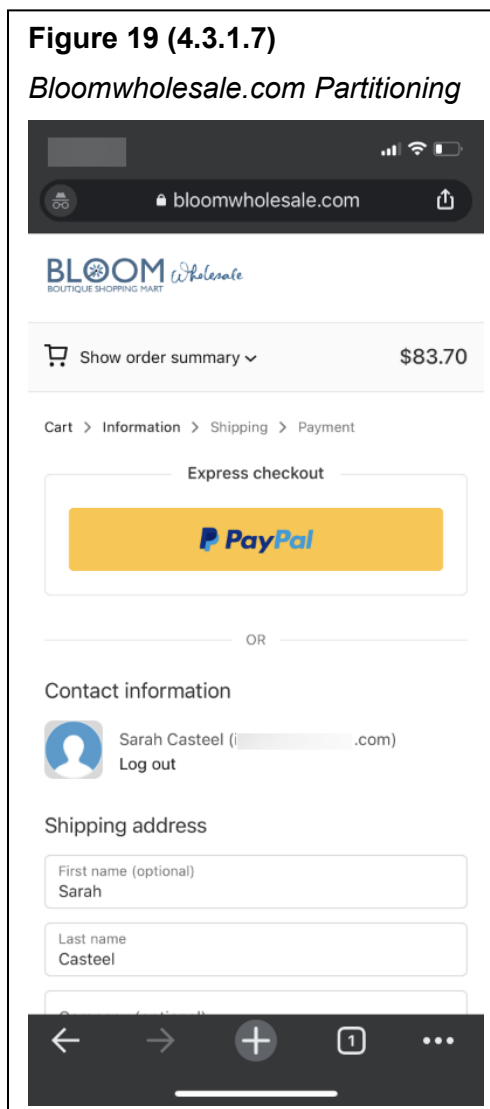 Figure 19 (4.3.1.7)
Bloomwholesale.com Partitioning
bloomwholesale.com
BLOOM Wholesale
BOUTIQUE SHOPPING MART
Show order summary $83.70
Cart > Information > Shipping > Payment
Express checkout
PayPal
OR
Contact information
Sarah Casteel (i .com)
Log out
Shipping address
First name (optional)
Sarah
Last name
Casteel
1